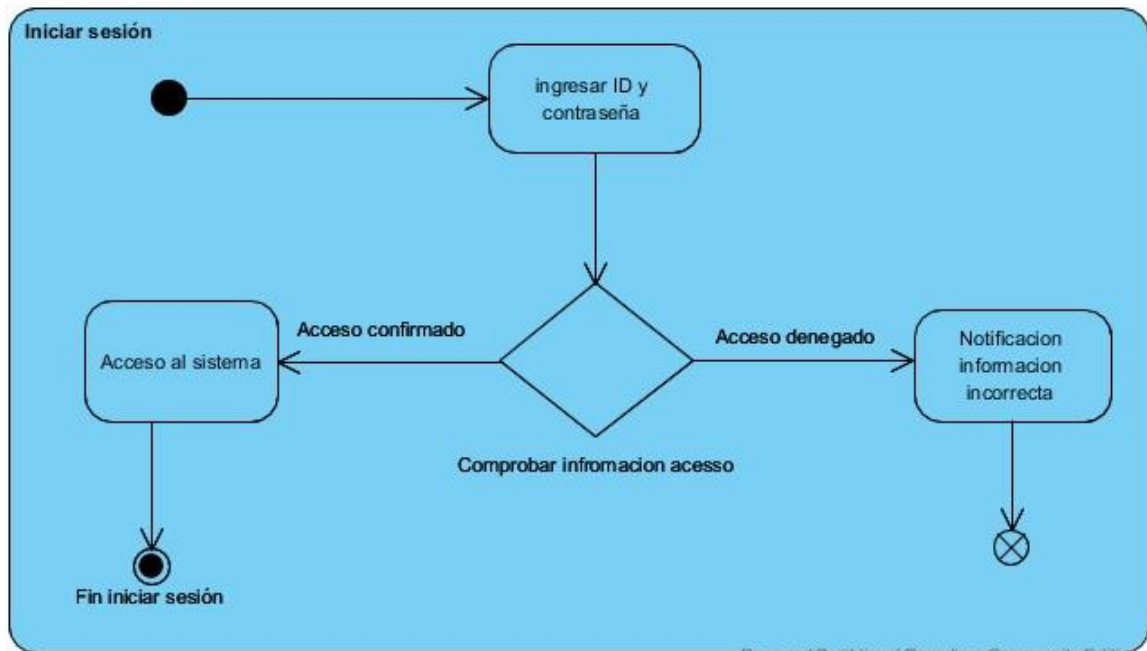 Iniciar sesión
ingresar ID y
contraseña
Acceso confirmado
Acceso denegado
Acceso al sistema
Notificacion
informacion
incorrecta
Comprobar infromacion acesso
Fin iniciar sesión